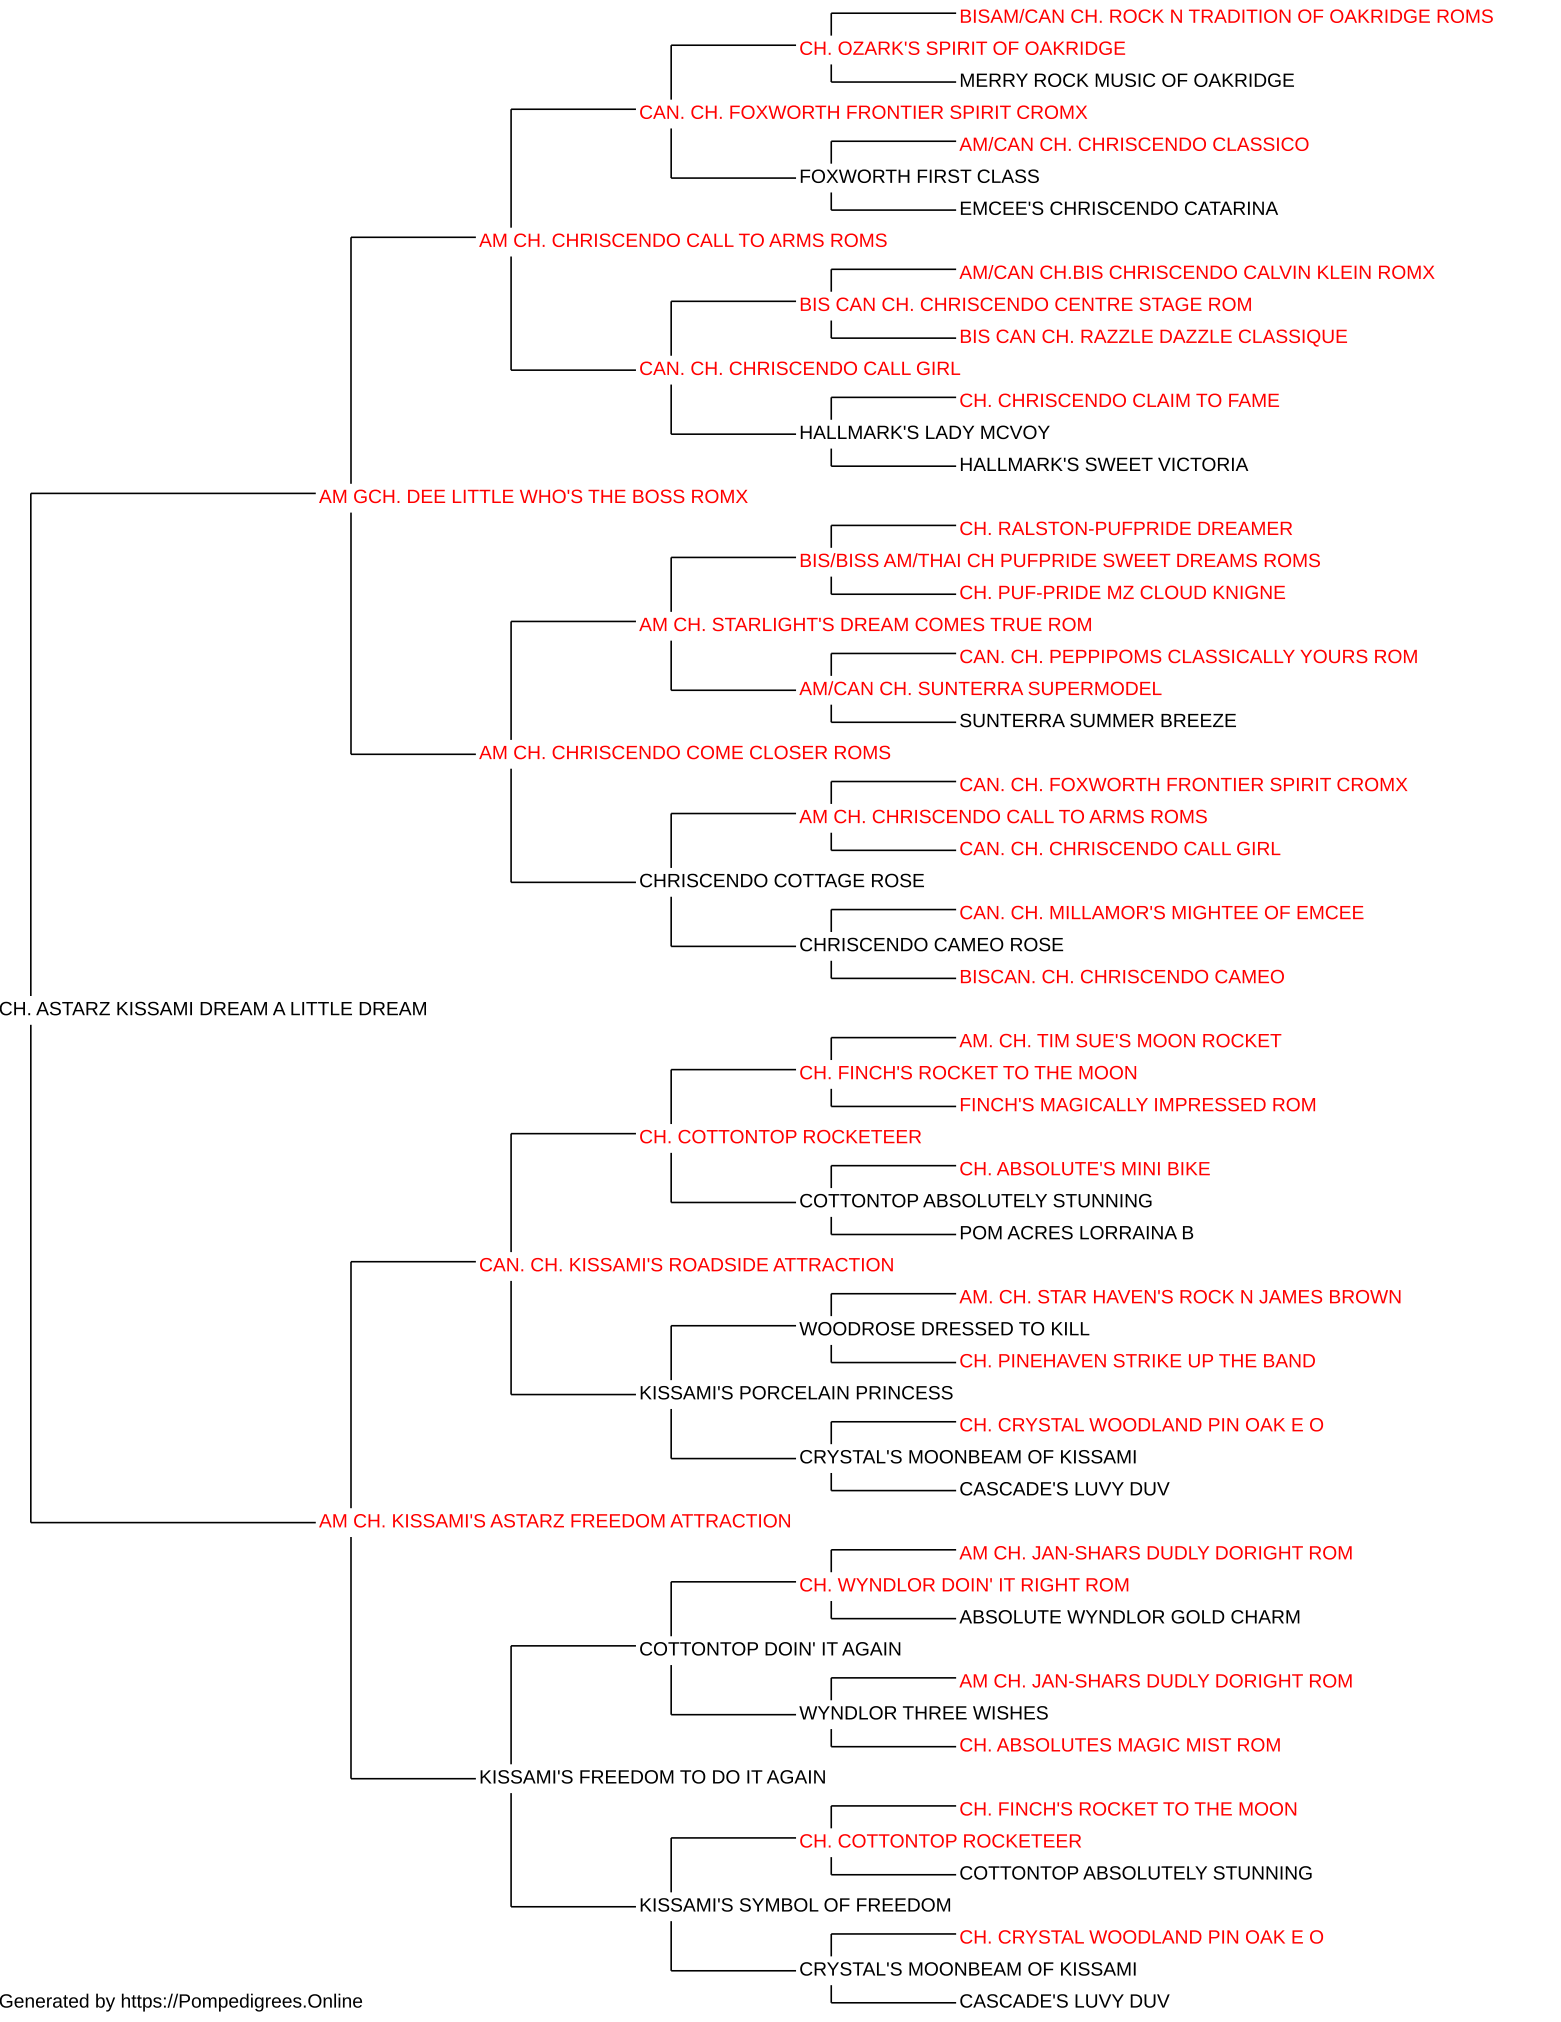 BISAM/CAN CH. ROCK N TRADITION OF OAKRIDGE ROMS
CH. OZARK'S SPIRIT OF OAKRIDGE
MERRY ROCK MUSIC OF OAKRIDGE
CAN. CH. FOXWORTH FRONTIER SPIRIT CROMX
AM/CAN CH. CHRISCENDO CLASSICO
FOXWORTH FIRST CLASS
EMCEE'S CHRISCENDO CATARINA
AM CH. CHRISCENDO CALL TO ARMS ROMS
AM/CAN CH.BIS CHRISCENDO CALVIN KLEIN ROMX
BIS CAN CH. CHRISCENDO CENTRE STAGE ROM
BIS CAN CH. RAZZLE DAZZLE CLASSIQUE
CAN. CH. CHRISCENDO CALL GIRL
CH. CHRISCENDO CLAIM TO FAME
HALLMARK'S LADY MCVOY
HALLMARK'S SWEET VICTORIA
AM GCH. DEE LITTLE WHO'S THE BOSS ROMX
CH. RALSTON-PUFPRIDE DREAMER
BIS/BISS AM/THAI CH PUFPRIDE SWEET DREAMS ROMS
CH. PUF-PRIDE MZ CLOUD KNIGNE
AM CH. STARLIGHT'S DREAM COMES TRUE ROM
CAN. CH. PEPPIPOMS CLASSICALLY YOURS ROM
AM/CAN CH. SUNTERRA SUPERMODEL
SUNTERRA SUMMER BREEZE
AM CH. CHRISCENDO COME CLOSER ROMS
CAN. CH. FOXWORTH FRONTIER SPIRIT CROMX
AM CH. CHRISCENDO CALL TO ARMS ROMS
CAN. CH. CHRISCENDO CALL GIRL
CHRISCENDO COTTAGE ROSE
CAN. CH. MILLAMOR'S MIGHTEE OF EMCEE
CHRISCENDO CAMEO ROSE
BISCAN. CH. CHRISCENDO CAMEO
CH. ASTARZ KISSAMI DREAM A LITTLE DREAM
AM. CH. TIM SUE'S MOON ROCKET
CH. FINCH'S ROCKET TO THE MOON
FINCH'S MAGICALLY IMPRESSED ROM
CH. COTTONTOP ROCKETEER
CH. ABSOLUTE'S MINI BIKE
COTTONTOP ABSOLUTELY STUNNING
POM ACRES LORRAINA B
CAN. CH. KISSAMI'S ROADSIDE ATTRACTION
AM. CH. STAR HAVEN'S ROCK N JAMES BROWN
WOODROSE DRESSED TO KILL
CH. PINEHAVEN STRIKE UP THE BAND
KISSAMI'S PORCELAIN PRINCESS
CH. CRYSTAL WOODLAND PIN OAK E O
CRYSTAL'S MOONBEAM OF KISSAMI
CASCADE'S LUVY DUV
AM CH. KISSAMI'S ASTARZ FREEDOM ATTRACTION
AM CH. JAN-SHARS DUDLY DORIGHT ROM
CH. WYNDLOR DOIN' IT RIGHT ROM
ABSOLUTE WYNDLOR GOLD CHARM
COTTONTOP DOIN' IT AGAIN
AM CH. JAN-SHARS DUDLY DORIGHT ROM
WYNDLOR THREE WISHES
CH. ABSOLUTES MAGIC MIST ROM
KISSAMI'S FREEDOM TO DO IT AGAIN
CH. FINCH'S ROCKET TO THE MOON
CH. COTTONTOP ROCKETEER
COTTONTOP ABSOLUTELY STUNNING
KISSAMI'S SYMBOL OF FREEDOM
CH. CRYSTAL WOODLAND PIN OAK E O
CRYSTAL'S MOONBEAM OF KISSAMI
CASCADE'S LUVY DUV
Generated by https://Pompedigrees.Online